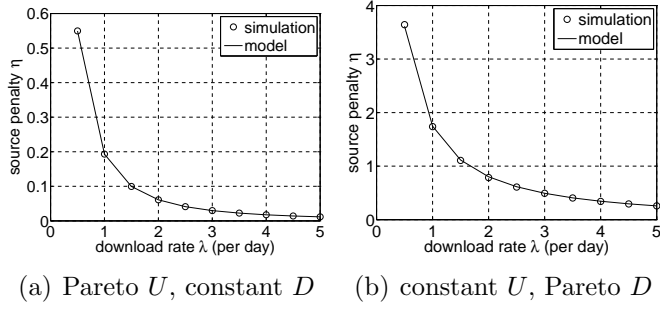 0.6
0.5
0.4
0.3
0.2
0.1
0
source penalty η
0 1 2 3 4 5
download rate λ (per day)
simulation
model
(a) Pareto U, constant D
4
3
2
1
0
source penalty η
0 1 2 3 4 5
download rate λ (per day)
simulation
model
(b) constant U, Pareto D